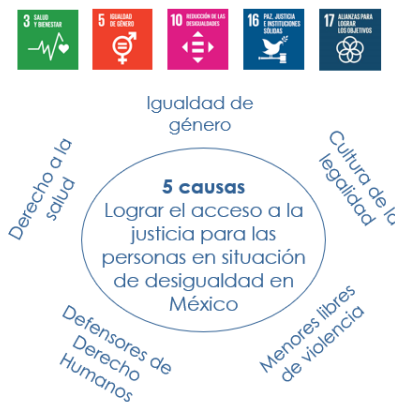 3 SALUD
Y BIENESTAR
5 IGUALDAD
DE GÉNERO
10 REDUCCIÓN DE LAS
DESIGUALDADES
16 PAZ, JUSTICIA
E INSTITUCIONES
SÓLIDAS
17 ALIANZAS PARA
LOGRAR
LOS OBJETIVOS
Igualdad de
género
Derecho a la
salud
Cultura de la
legalidad
5 causas
Lograr el acceso a la
justicia para las
personas en situación
de desigualdad en
México
Defensores de
Derecho
Humanos
Menores libres
de violencia